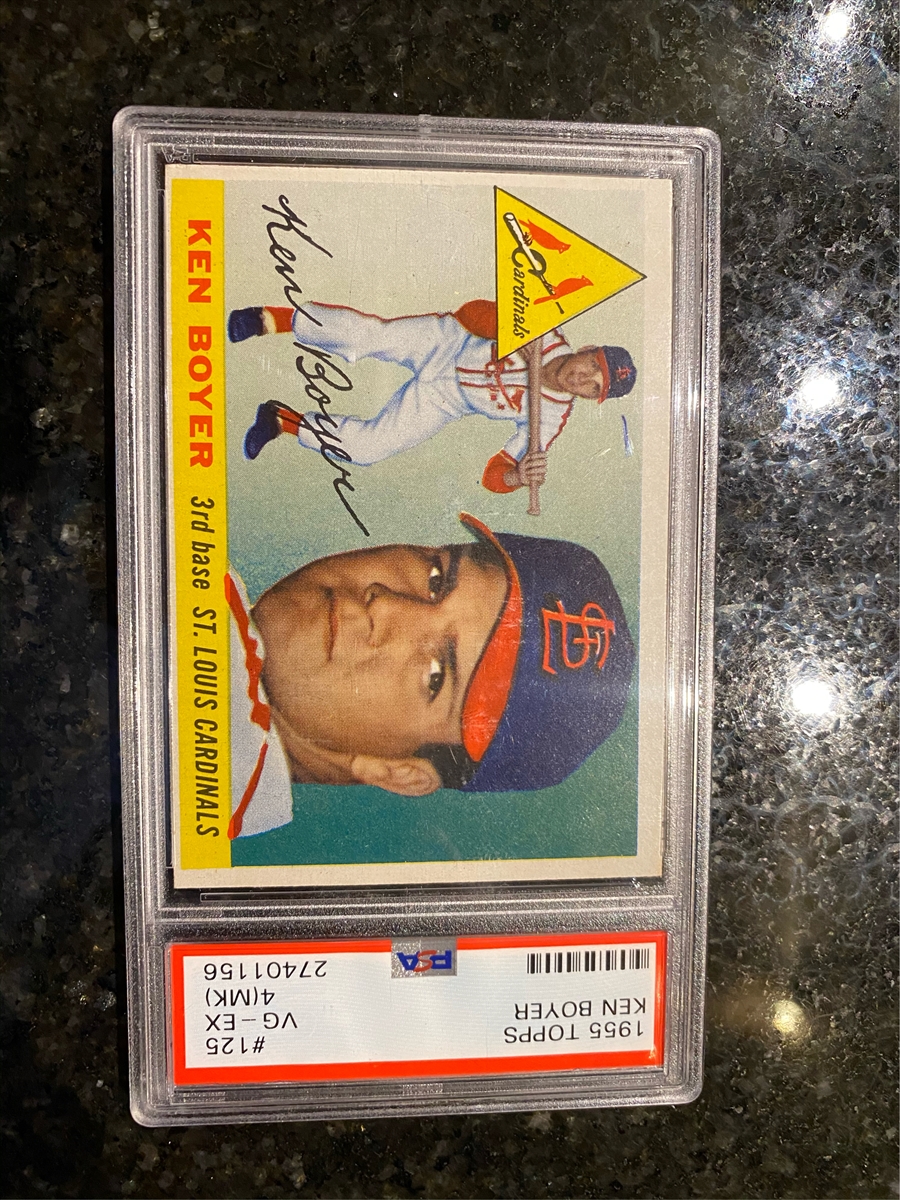 1955 TOPPS
KEN BOYER
#125
VG-EX
4(MK)
PSA
27401156
Cardinals
STL
Ken Boyer
KEN BOYER 3rd base ST. LOUIS CARDINALS